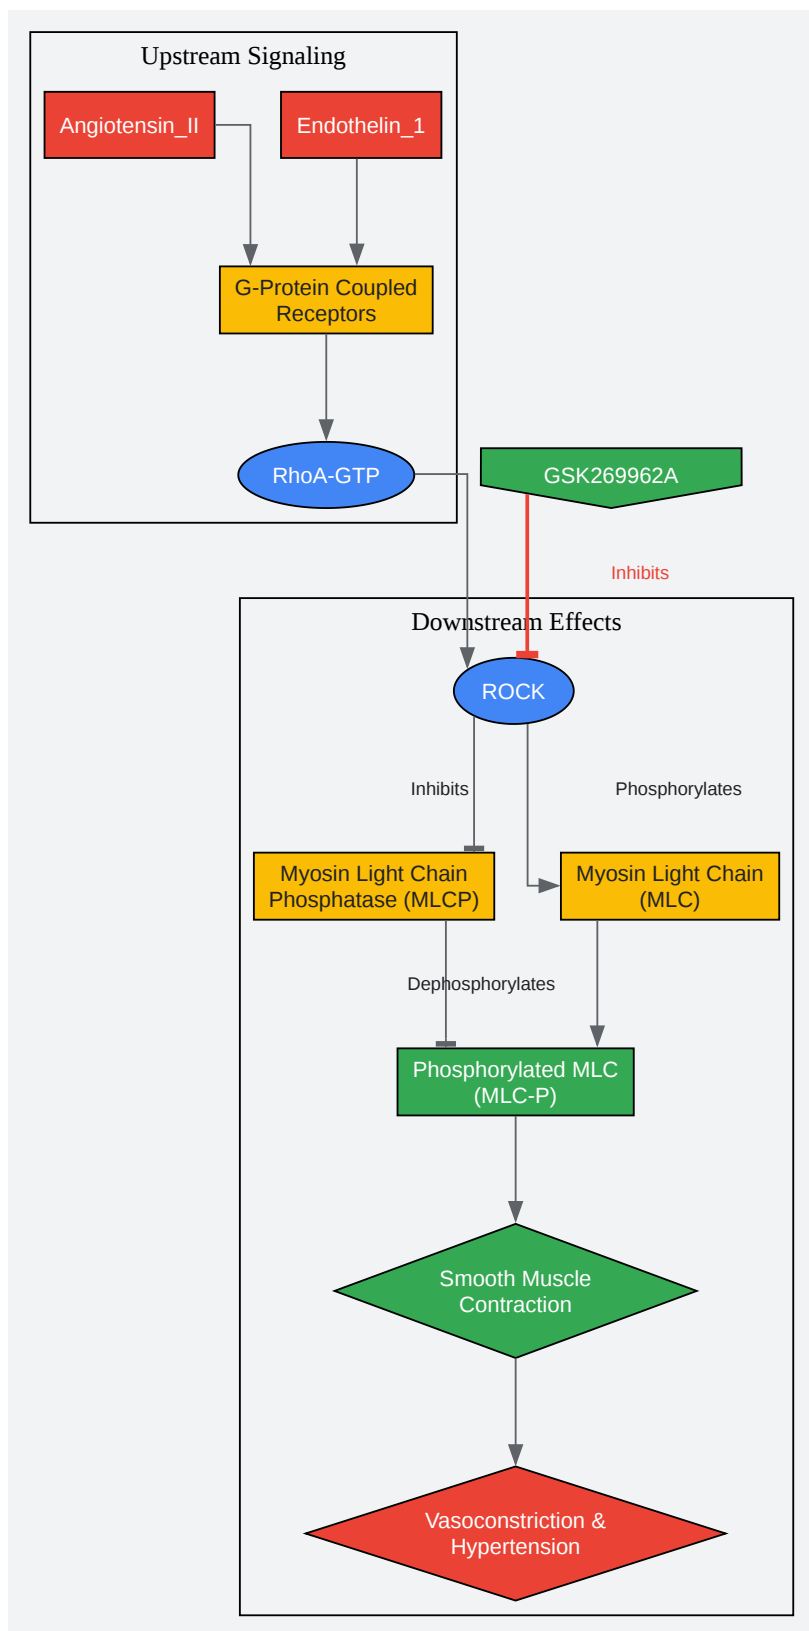 Upstream Signaling
Angiotensin_II
Endothelin_1
G-Protein Coupled
Receptors
RhoA-GTP
GSK269962A
Inhibits
Downstream Effects
ROCK
Inhibits
Phosphorylates
Myosin Light Chain
Phosphatase (MLCP)
Myosin Light Chain
(MLC)
Dephosphorylates
Phosphorylated MLC
(MLC-P)
Smooth Muscle
Contraction
Vasoconstriction &
Hypertension